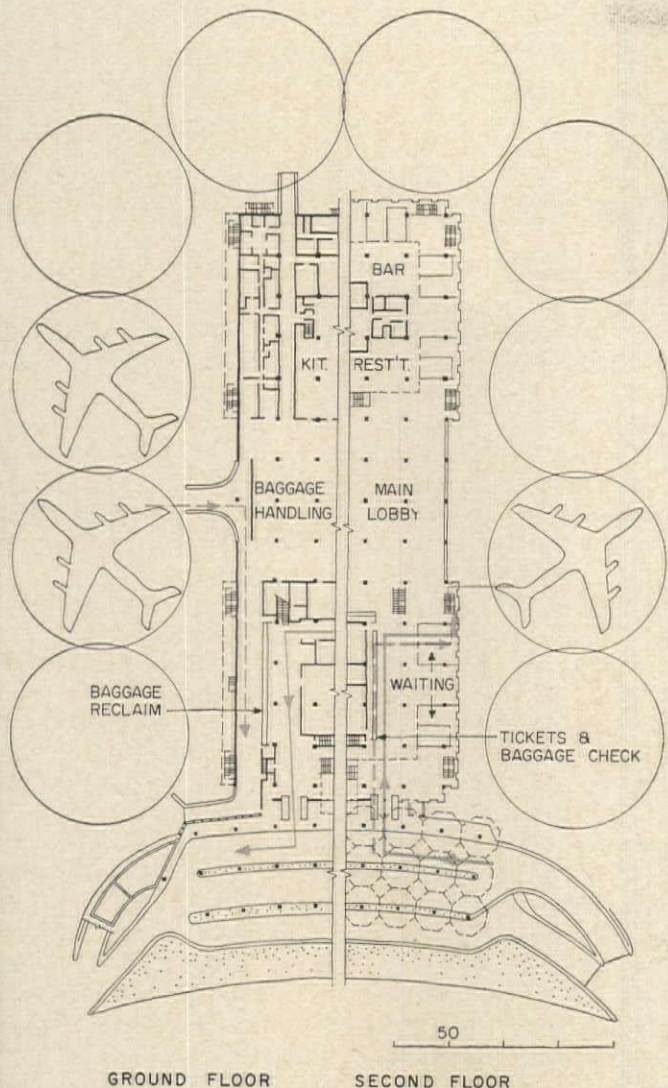 BAR
KIT.
REST'T.
BAGGAGE
HANDLING
MAIN
LOBBY
BAGGAGE
RECLAIM
WAITING
TICKETS &
BAGGAGE CHECK
50
GROUND FLOOR
SECOND FLOOR